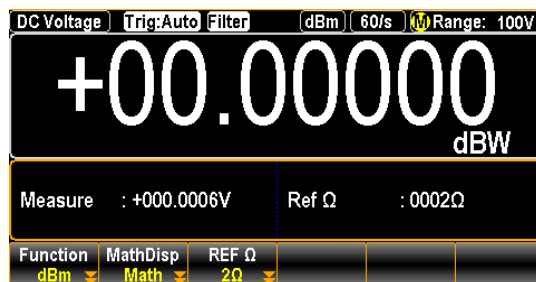 DC Voltage Trig:Auto Filter dBm 60/s M Range: 100V
+00.00000
dBW
Measure : +000.0006V Ref Ω : 0002Ω
Function MathDisp REF Ω
dBm Math 2Ω